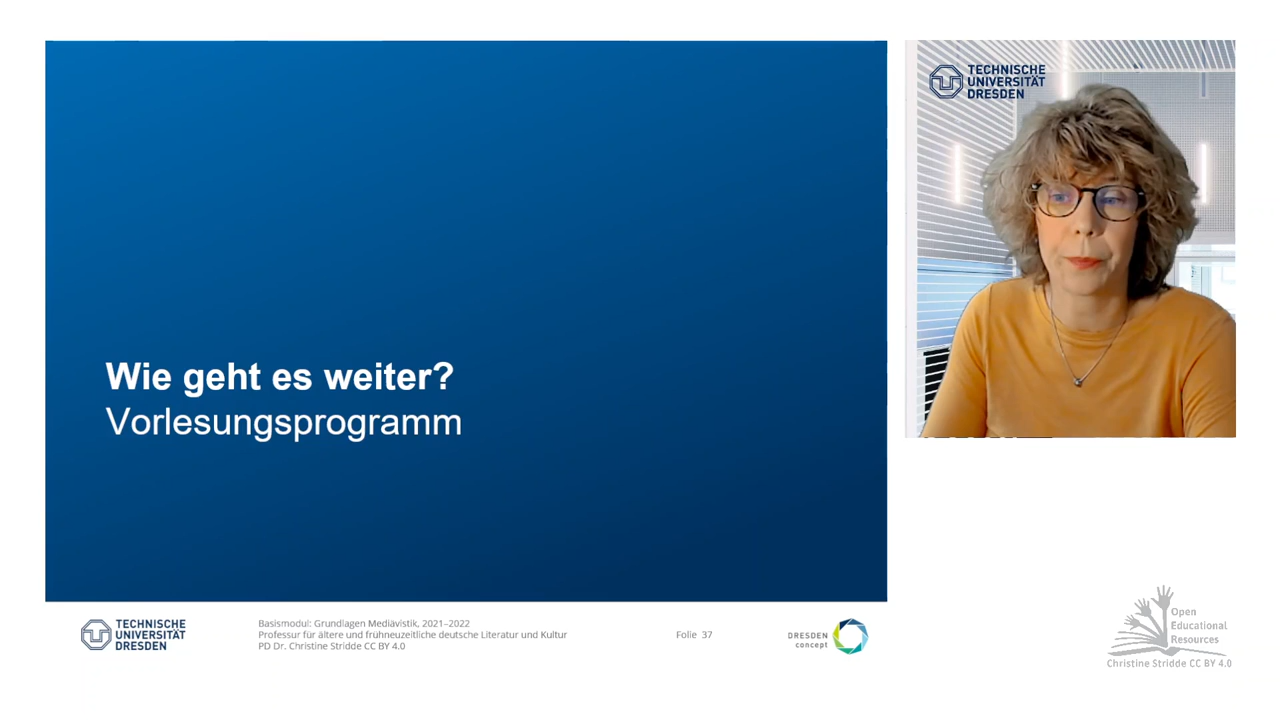 Wie geht es weiter?
Vorlesungsprogramm
TECHNISCHE
UNIVERSITÄT
DRESDEN
TECHNISCHE
UNIVERSITÄT
DRESDEN
Basismodul: Grundlagen Mediävistik, 2021–2022
Professur für ältere und frühneuzeitliche deutsche Literatur und Kultur
PD Dr. Christine Stridde CC BY 4.0
Folie 37
DRESDEN
concept
Open
Educational
Resources
Christine Stridde CC BY 4.0